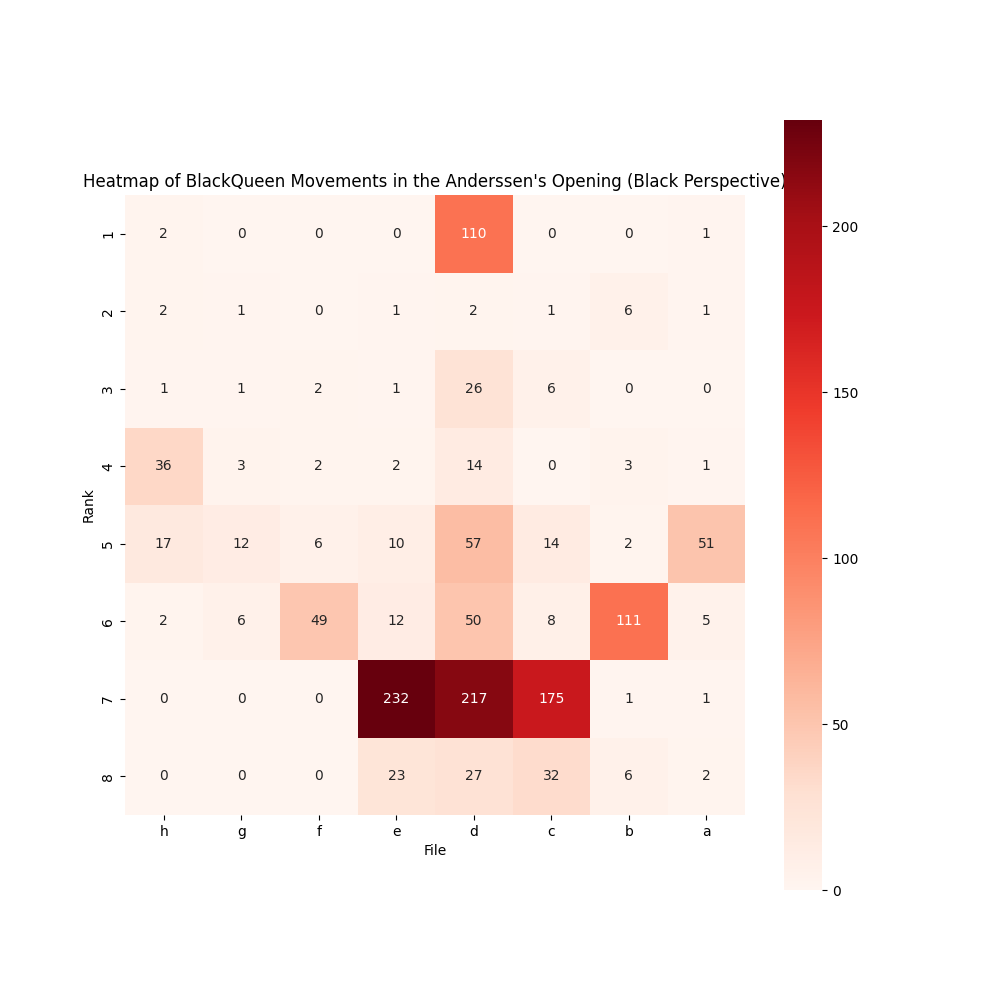 Heatmap of BlackQueen Movements in the Anderssen's Opening (Black Perspective)
1 2 0 0 0 110 0 0 1
2 2 1 0 1 2 1 6 1
3 1 1 2 1 26 6 0 0
4 36 3 2 2 14 0 3 1
5 17 12 6 10 57 14 2 51
6 2 6 49 12 50 8 111 5
7 0 0 0 232 217 175 1 1
8 0 0 0 23 27 32 6 2
h g f e d c b a
File
Rank
200
150
100
50
0